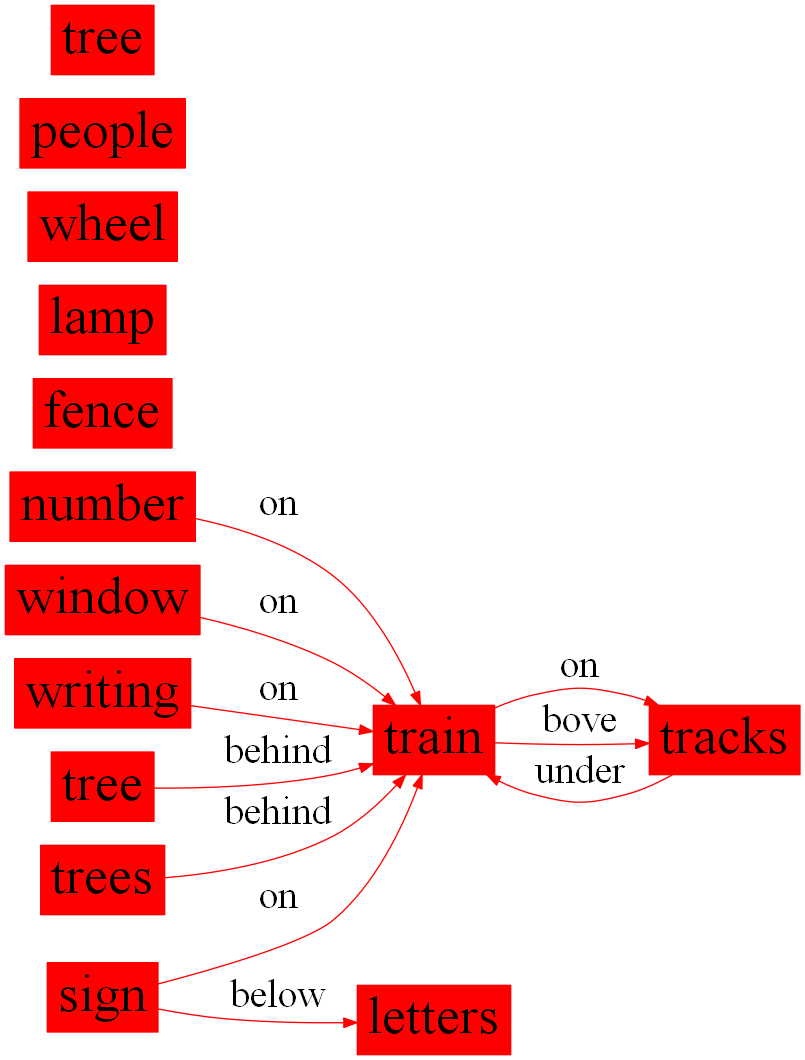 tree
people
wheel
lamp
fence
number
on
window
on
writing
on
train
on
bove
under
tracks
tree
behind
trees
behind
sign
on
below
letters